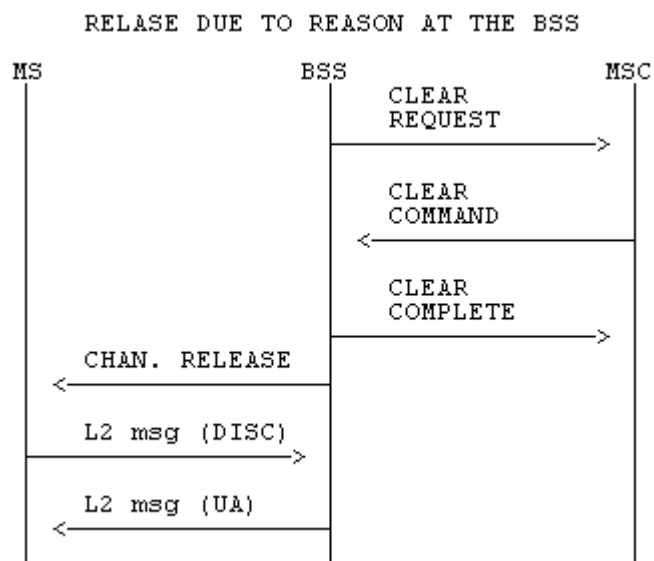 RELASE DUE TO REASON AT THE BSS
MS BSS MSC
CLEAR
REQUEST
CLEAR
COMMAND
CLEAR
COMPLETE
CHAN. RELEASE
L2 msg (DISC)
L2 msg (UA)